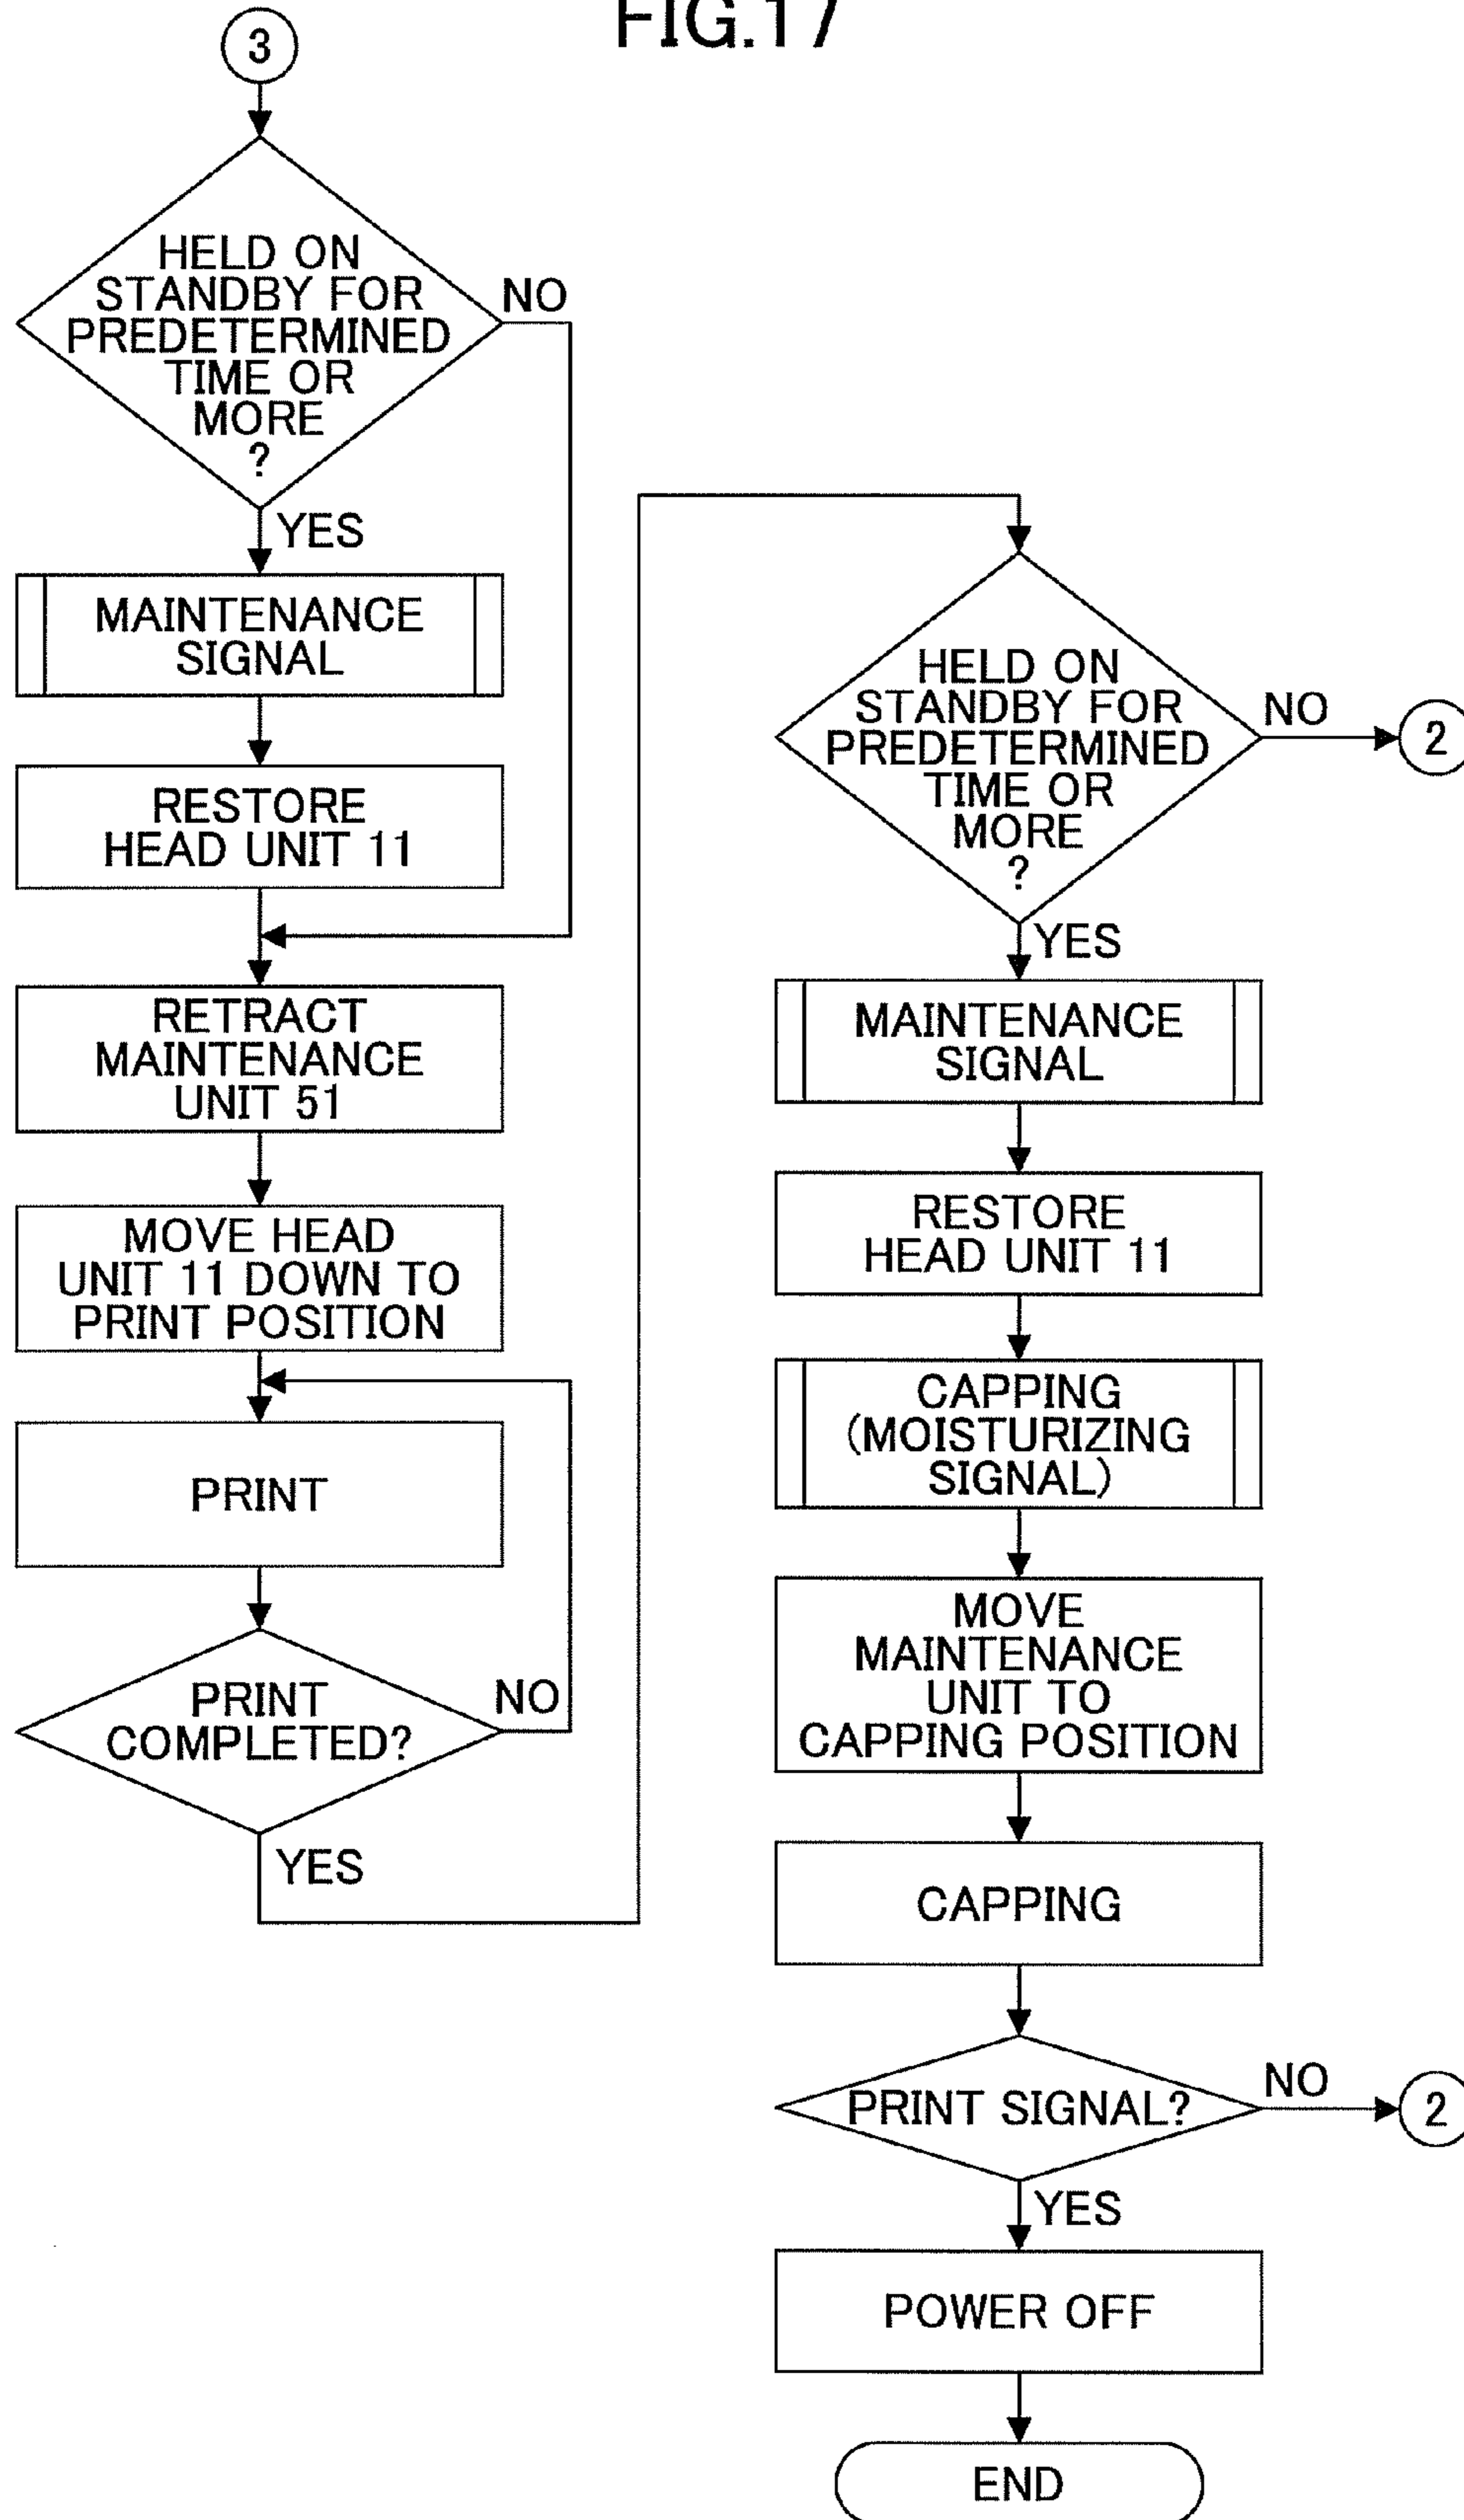 FIG.17
3
HELD ON
STANDBY FOR
PREDETERMINED
TIME OR
MORE
?
NO
YES
MAINTENANCE
SIGNAL
RESTORE
HEAD UNIT 11
RETRACT
MAINTENANCE
UNIT 51
MOVE HEAD
UNIT 11 DOWN TO
PRINT POSITION
PRINT
PRINT
COMPLETED?
NO
YES
HELD ON
STANDBY FOR
PREDETERMINED
TIME OR
MORE
?
NO
2
YES
MAINTENANCE
SIGNAL
RESTORE
HEAD UNIT 11
CAPPING
(MOISTURIZING
SIGNAL)
MOVE
MAINTENANCE
UNIT TO
CAPPING POSITION
CAPPING
PRINT SIGNAL?
NO
2
YES
POWER OFF
END